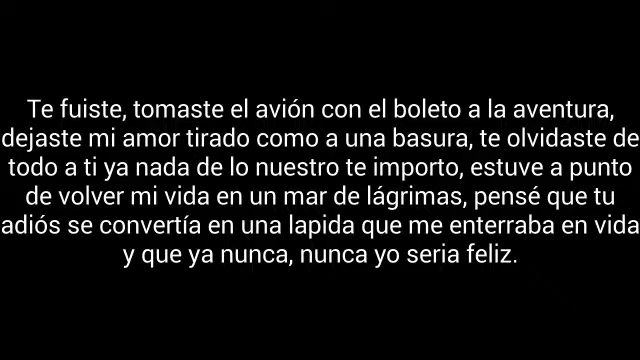 Te fuiste, tomaste el avión con el boleto a la aventura,
dejaste mi amor tirado como a una basura, te olvidaste de
todo a ti ya nada de lo nuestro te importo, estuve a punto
de volver mi vida en un mar de lágrimas, pensé que tu
adiós se convertía en una lapida que me enterraba en vida
y que ya nunca, nunca yo seria feliz.